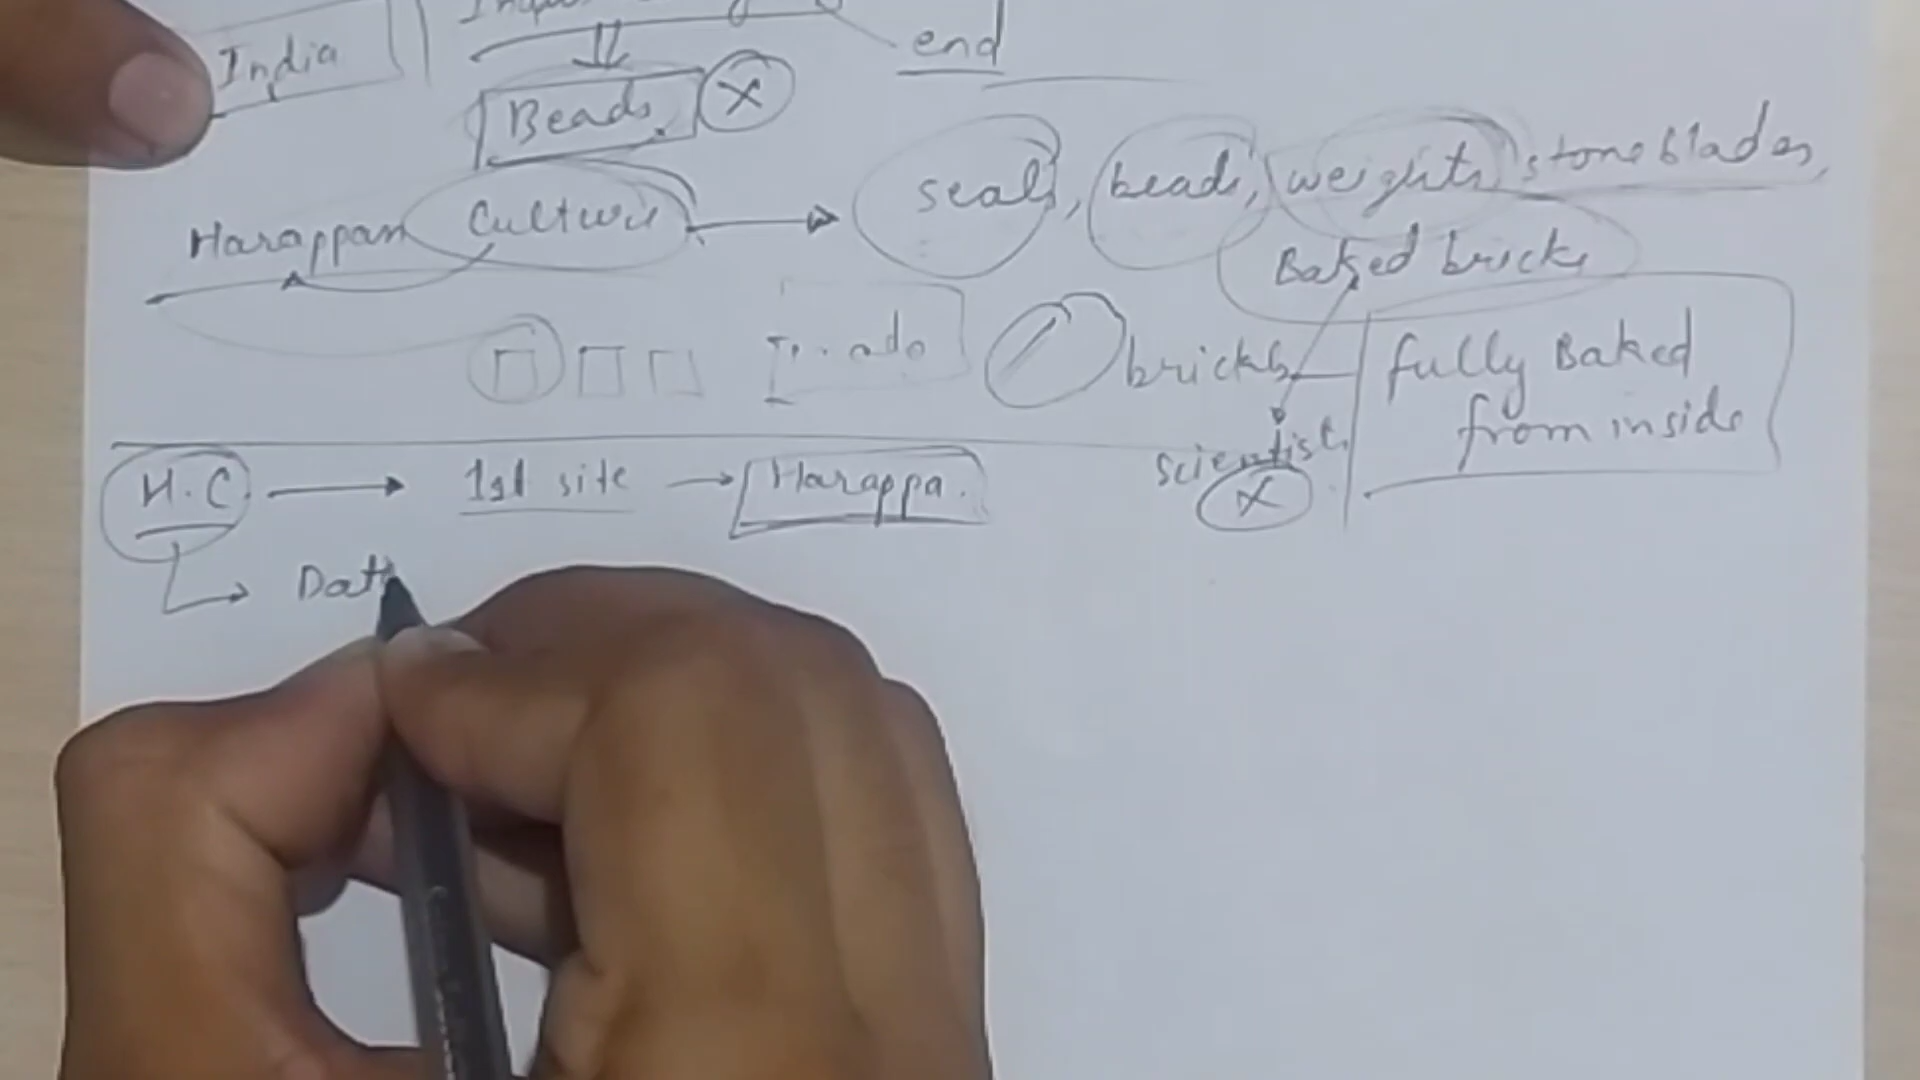 India
end
Beads X
Harappan Culture → seals, beads, weights stone blades,
Baked bricks
bricks
fully Baked
from inside
scientist
X
H.C. → 1st site → Harappa.
→ Dat